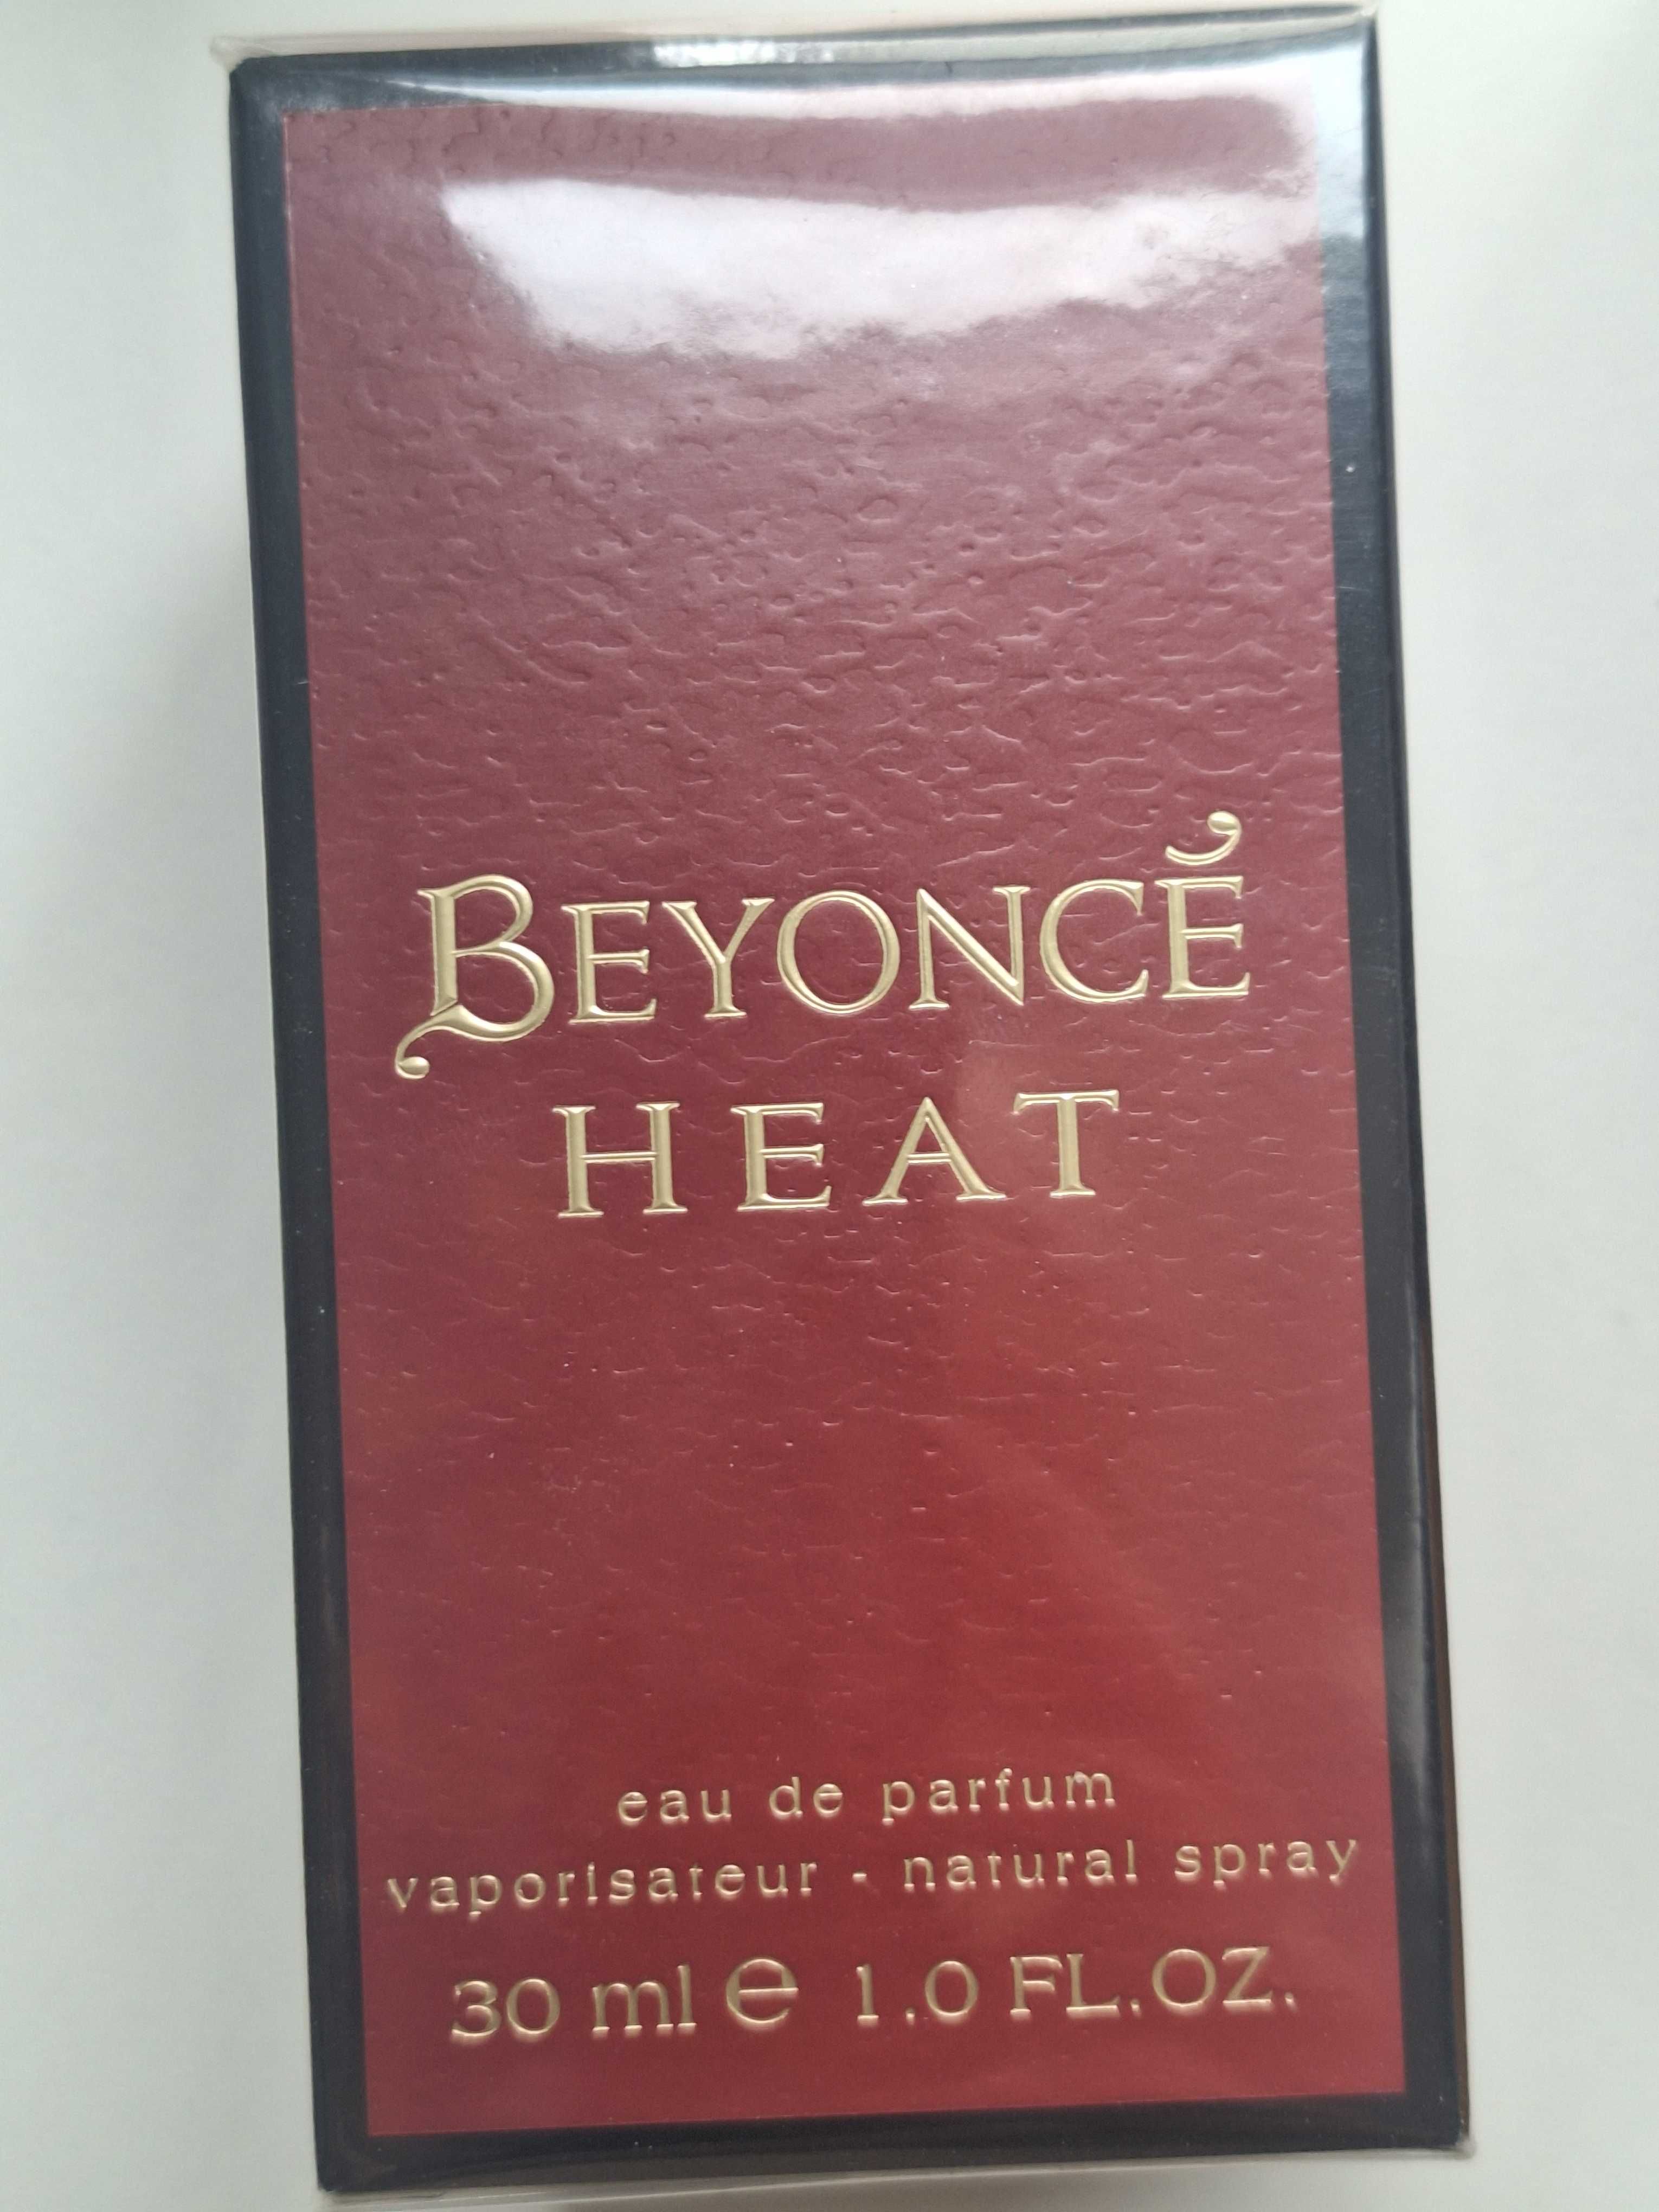 BEYONCÉ
HEAT
eau de parfum
vaporisateur - natural spray
30 ml e 1.0 FL.OZ.